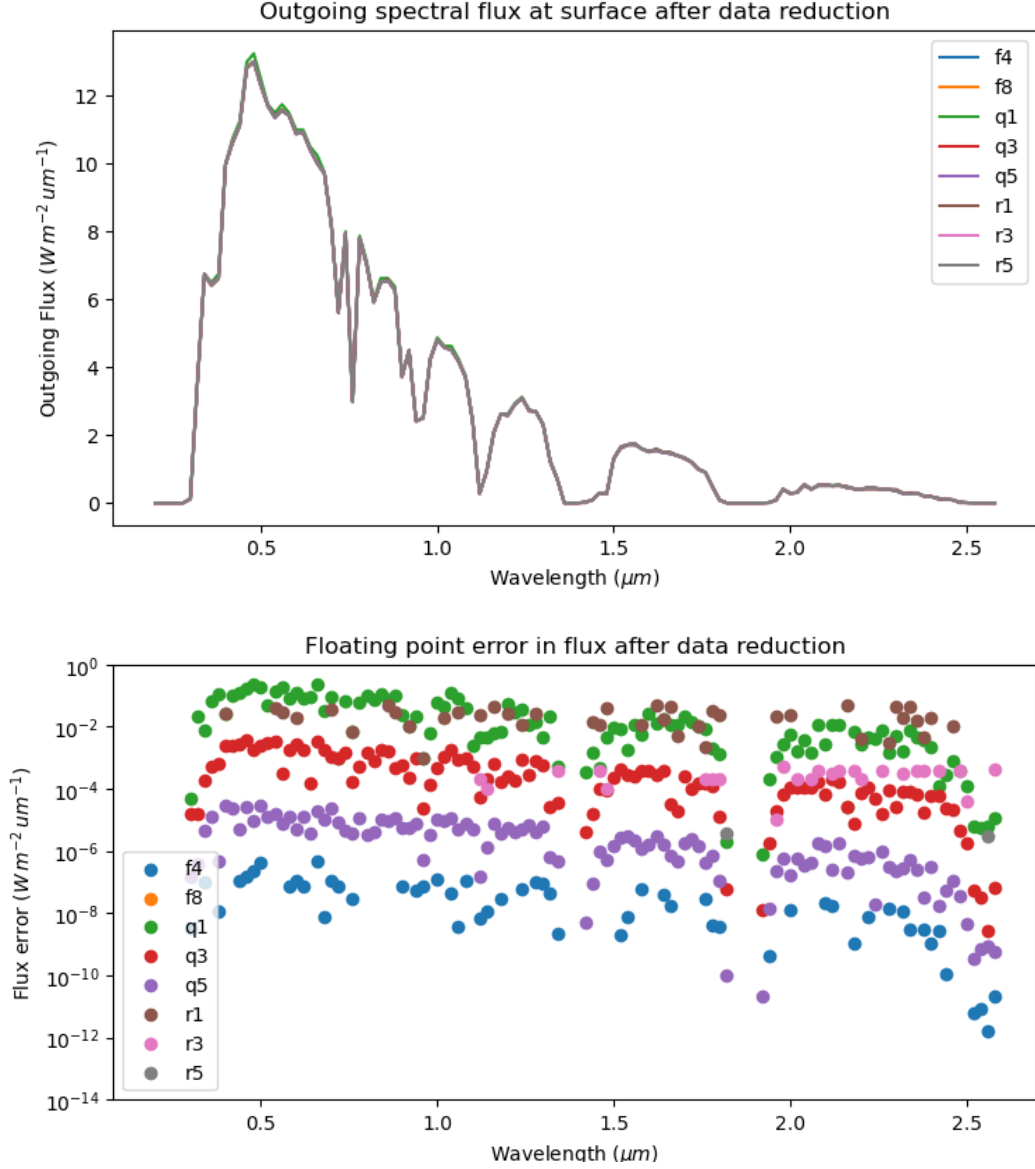 Outgoing spectral flux at surface after data reduction
Outgoing Flux (W m⁻² um⁻¹)
12
10
8
6
4
2
0
f4
f8
q1
q3
q5
r1
r3
r5
0.5 1.0 1.5 2.0 2.5
Wavelength (μm)
Floating point error in flux after data reduction
Flux error (W m⁻² um⁻¹)
10⁰
10⁻²
10⁻⁴
10⁻⁶
10⁻⁸
10⁻¹⁰
10⁻¹²
10⁻¹⁴
f4
f8
q1
q3
q5
r1
r3
r5
0.5 1.0 1.5 2.0 2.5
Wavelength (μm)